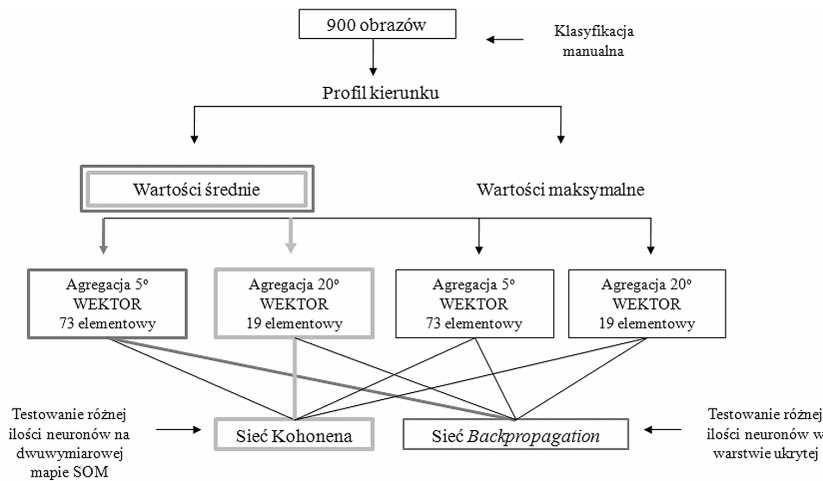 900 obrazów
Klasyfikacja
manualna
Profil kierunku
Wartości średnie
Wartości maksymalne
Agregacja 5°
WEKTOR
73 elementowy
Agregacja 20°
WEKTOR
19 elementowy
Agregacja 5°
WEKTOR
73 elementowy
Agregacja 20°
WEKTOR
19 elementowy
Testowanie różnej
ilości neuronów na
dwuwymiarowej
mapie SOM
Sieć Kohonena
Sieć Backpropagation
Testowanie różnej
ilości neuronów w
warstwie ukrytej